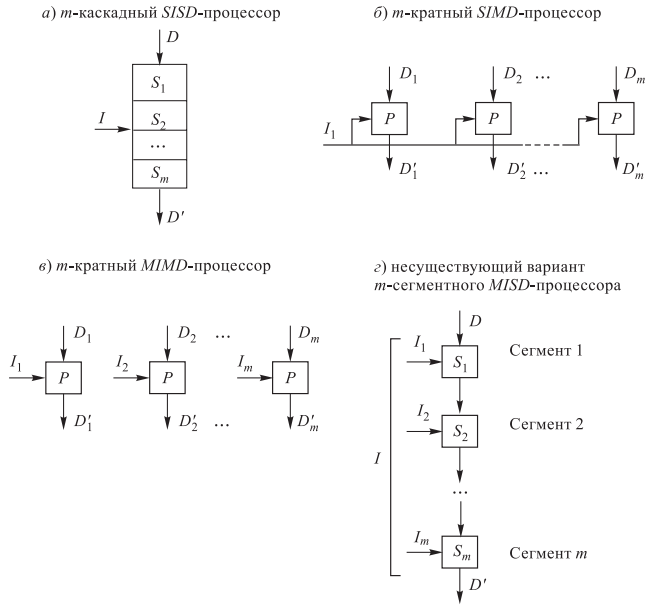 а) m-каскадный SISD-процессор
D
S1
I
S2
...
Sm
D'
б) m-кратный SIMD-процессор
D1 D2 ... Dm
P P P
I1
D'1 D'2 ... D'm
в) m-кратный MIMD-процессор
D1 D2 ... Dm
I1 I2 Im
P P P
D'1 D'2 ... D'm
г) несуществующий вариант
m-сегментного MISD-процессора
D
I1
S1 Сегмент 1
I2
S2 Сегмент 2
I
...
Im
Sm Сегмент m
D'